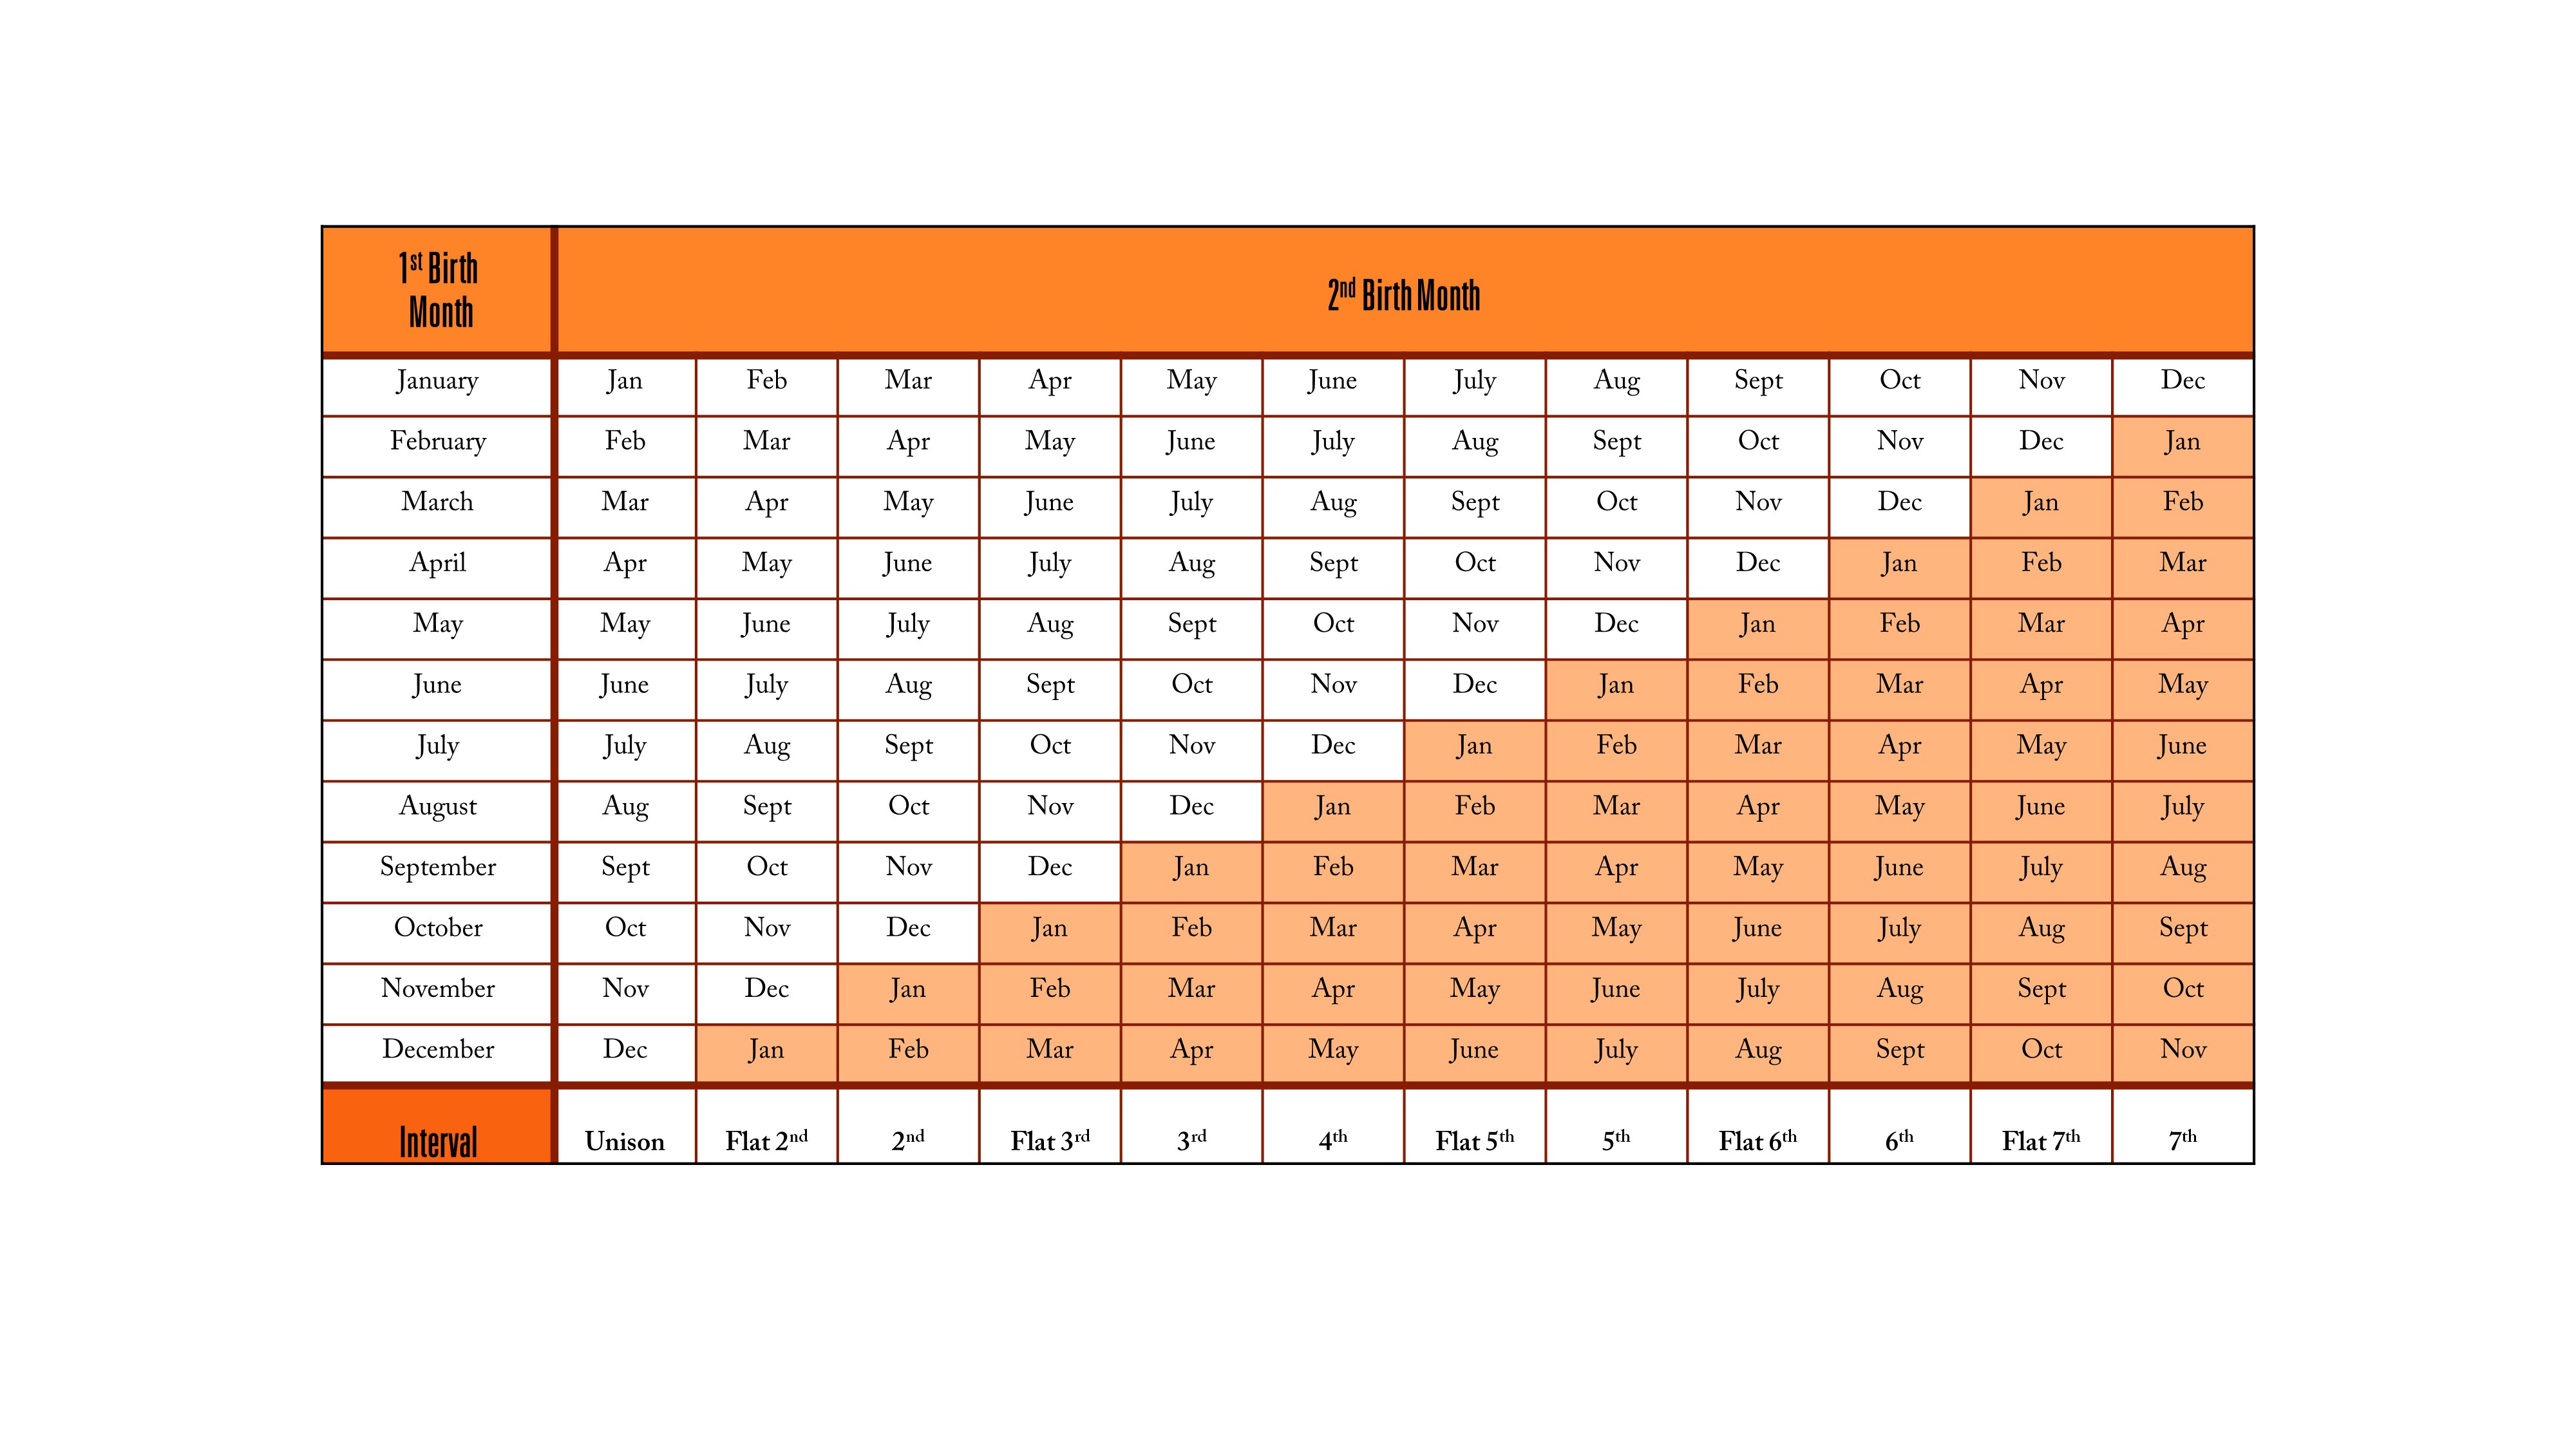 1st Birth
Month
2nd Birth Month
January Jan Feb Mar Apr May June July Aug Sept Oct Nov Dec
February Feb Mar Apr May June July Aug Sept Oct Nov Dec Jan
March Mar Apr May June July Aug Sept Oct Nov Dec Jan Feb
April Apr May June July Aug Sept Oct Nov Dec Jan Feb Mar
May May June July Aug Sept Oct Nov Dec Jan Feb Mar Apr
June June July Aug Sept Oct Nov Dec Jan Feb Mar Apr May
July July Aug Sept Oct Nov Dec Jan Feb Mar Apr May June
August Aug Sept Oct Nov Dec Jan Feb Mar Apr May June July
September Sept Oct Nov Dec Jan Feb Mar Apr May June July Aug
October Oct Nov Dec Jan Feb Mar Apr May June July Aug Sept
November Nov Dec Jan Feb Mar Apr May June July Aug Sept Oct
December Dec Jan Feb Mar Apr May June July Aug Sept Oct Nov
Interval Unison Flat 2nd 2nd Flat 3rd 3rd 4th Flat 5th 5th Flat 6th 6th Flat 7th 7th